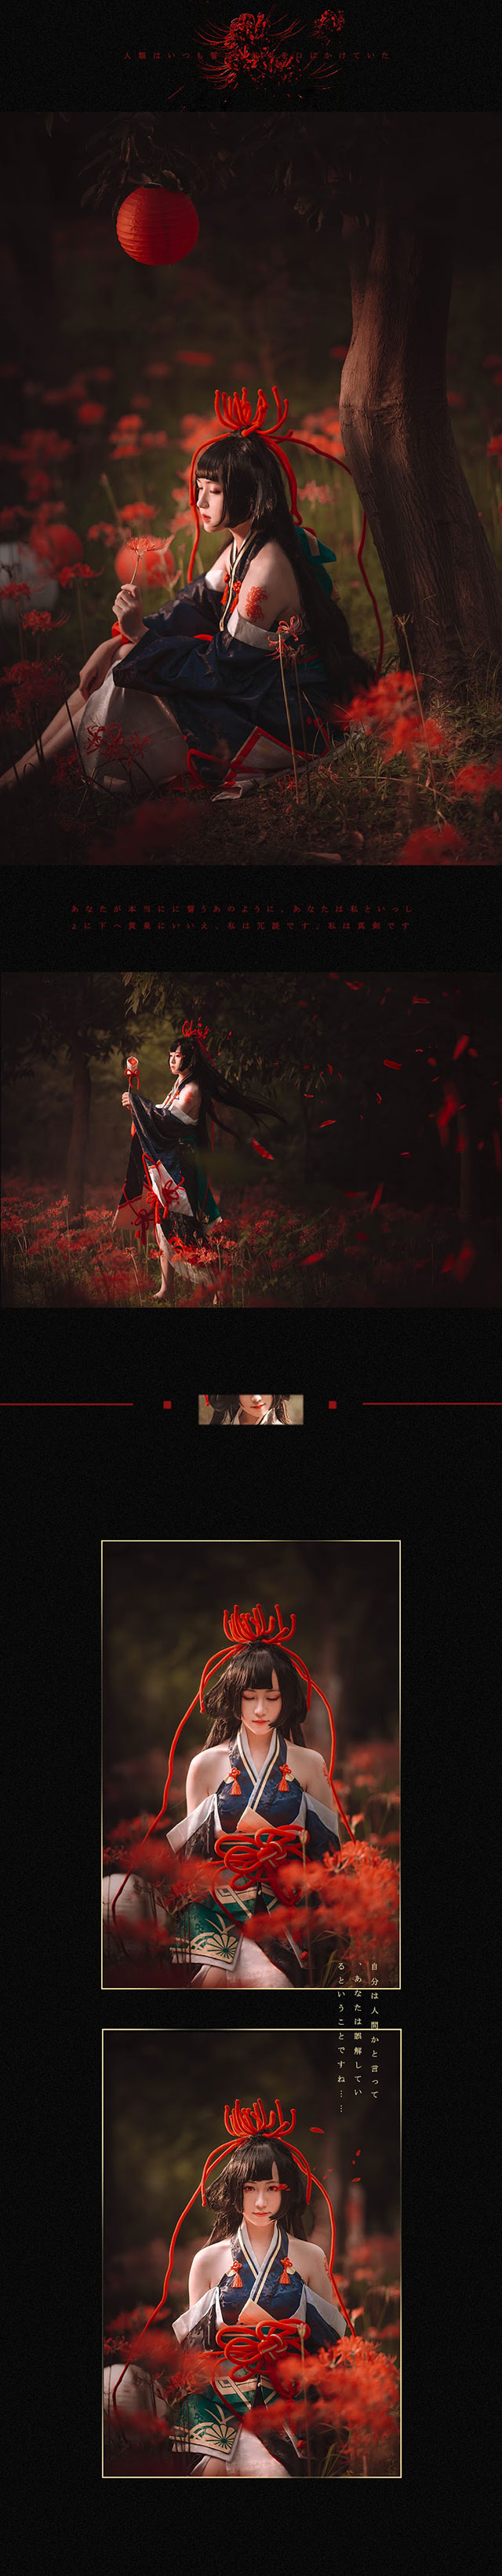 人類はいつも誓
口にかけていた
あなたが本当にに誓うあのように、あなたは私といっし
ょに下へ黄泉にいいえ、私は冗談です、私は真剣です
自分は人間かと言って
、あなたは誤解してい
るということですね……